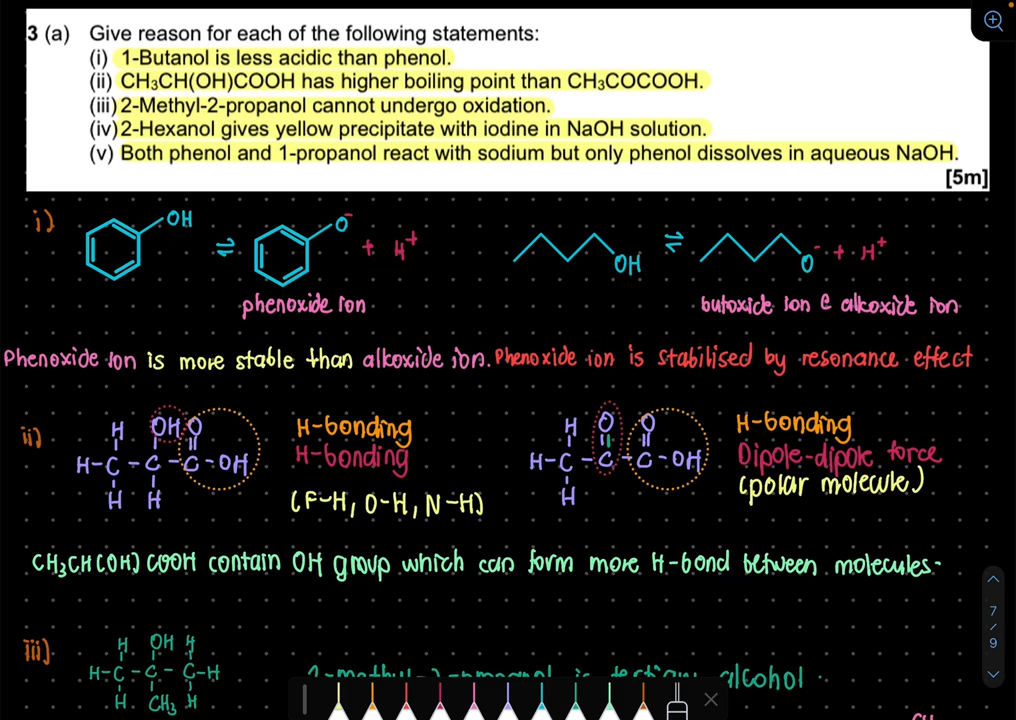 3 (a) Give reason for each of the following statements:
(i) 1-Butanol is less acidic than phenol.
(ii) CH₃CH(OH)COOH has higher boiling point than CH₃COCOOH.
(iii) 2-Methyl-2-propanol cannot undergo oxidation.
(iv) 2-Hexanol gives yellow precipitate with iodine in NaOH solution.
(v) Both phenol and 1-propanol react with sodium but only phenol dissolves in aqueous NaOH.
[5m]
i) OH ⇌ O⁻ + H⁺ OH ⇌ O⁻ + H⁺
phenoxide ion butoxide ion @ alkoxide ion
Phenoxide ion is more stable than alkoxide ion. Phenoxide ion is stabilised by resonance effect
ii) H OH O H-bonding H O O H-bonding
H-C-C-C-OH H-bonding H-C-C-C-OH Dipole-dipole force
H H (F-H, O-H, N-H) H (polar molecule)
CH3CH(OH)COOH contain OH group which can form more H-bond between molecules.
iii) H OH H
H-C-C-C-H 2-methyl-2-propanol is tertiary alcohol.
H CH3 H
7
/
9